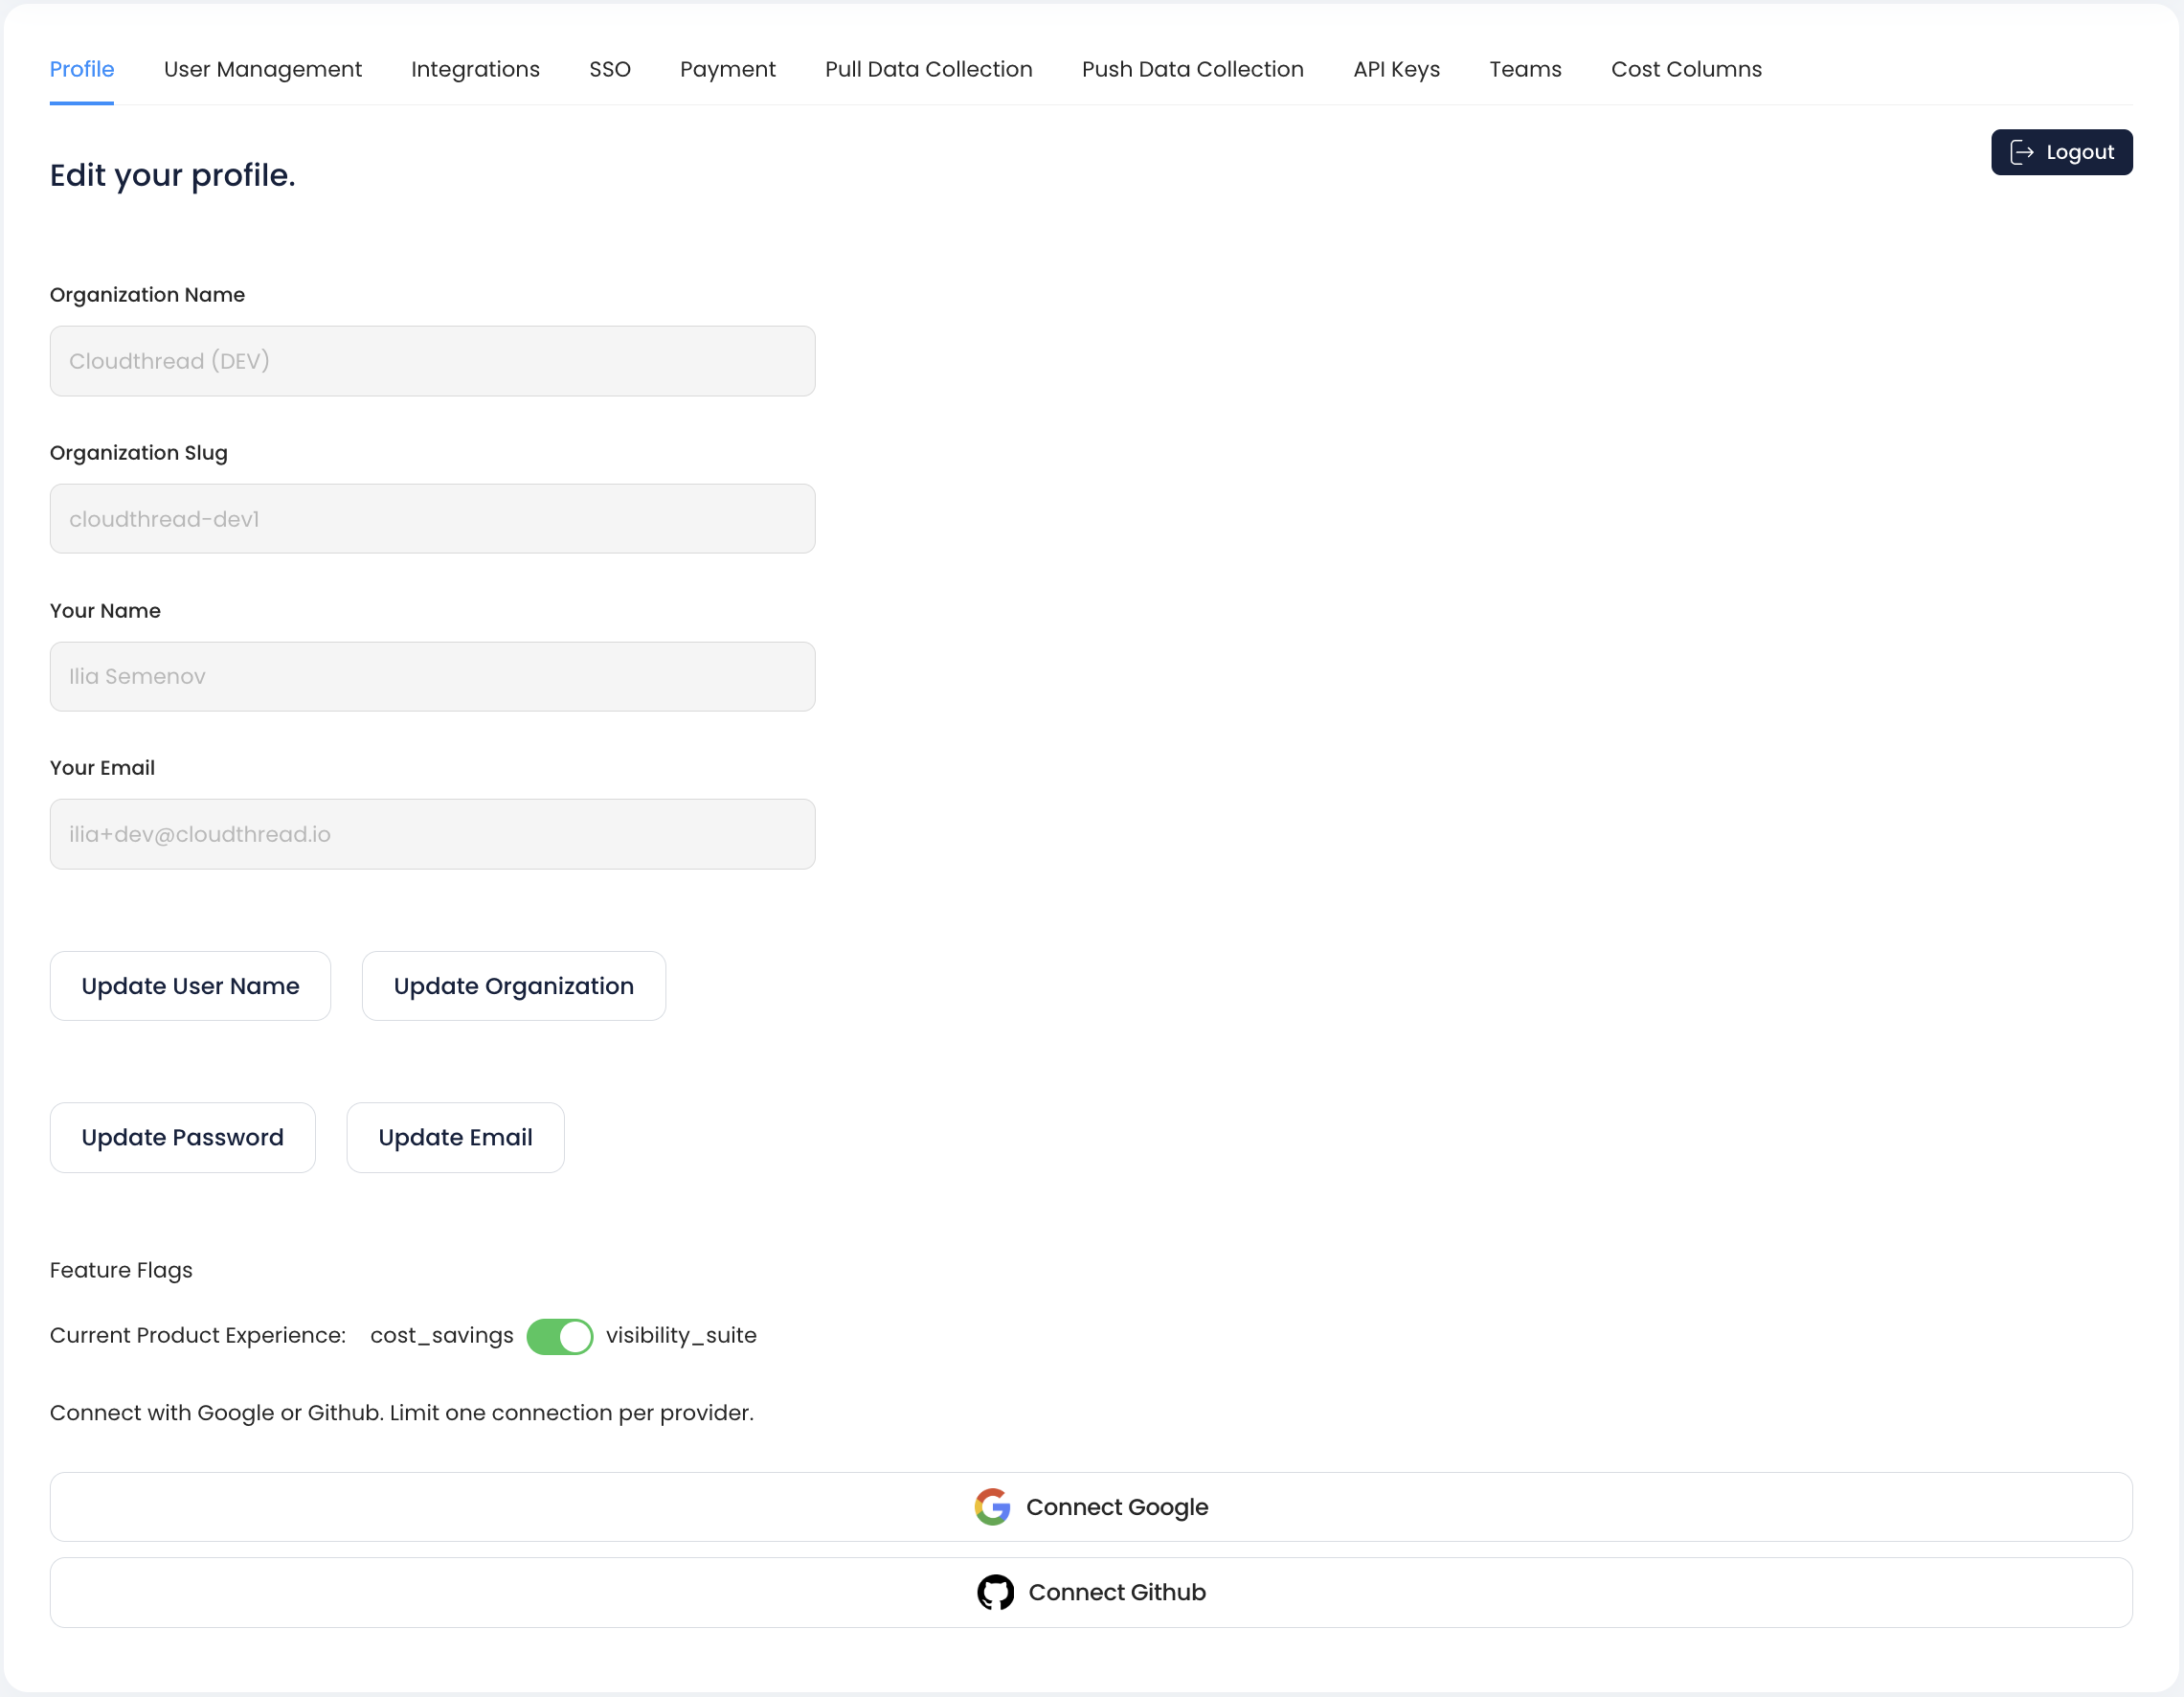 Profile User Management Integrations SSO Payment Pull Data Collection Push Data Collection API Keys Teams Cost Columns
Logout
Edit your profile.
Organization Name
Cloudthread (DEV)
Organization Slug
cloudthread-dev1
Your Name
Ilia Semenov
Your Email
ilia+dev@cloudthread.io
Update User Name Update Organization
Update Password Update Email
Feature Flags
Current Product Experience: cost_savings visibility_suite
Connect with Google or Github. Limit one connection per provider.
Connect Google
Connect Github